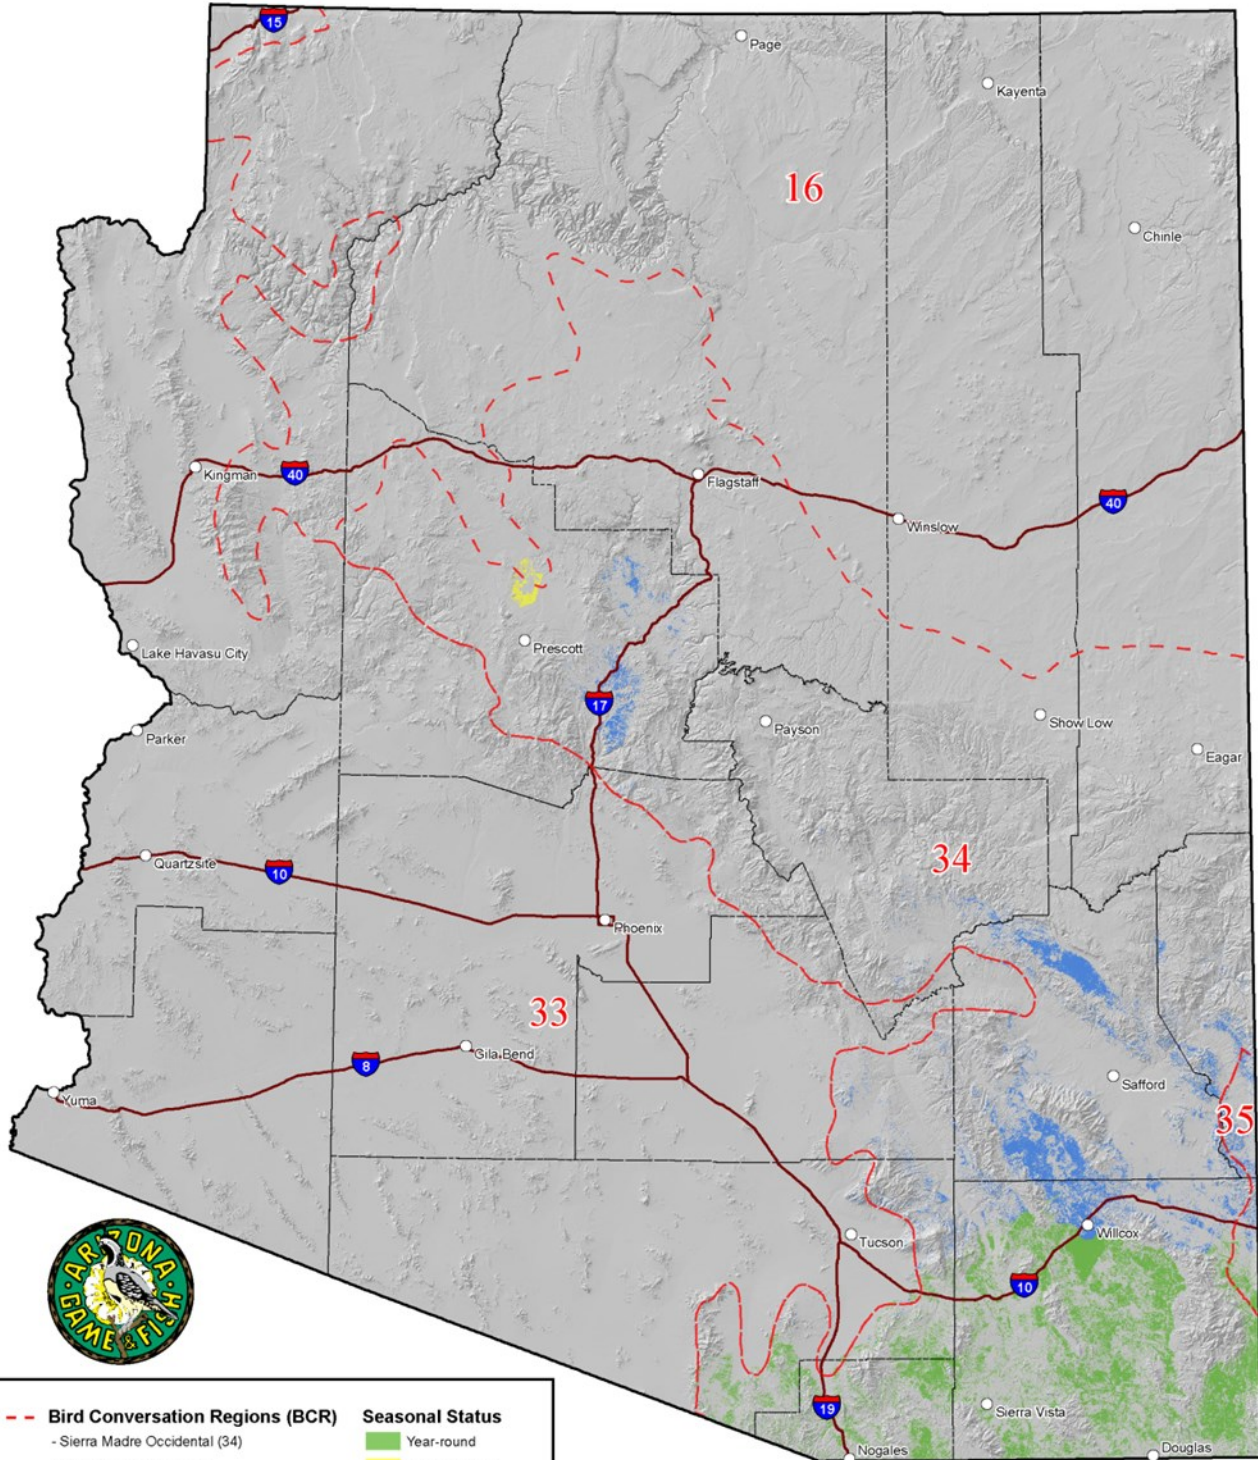 15
Page
Kayenta
16
Chinle
Kingman
40
Flagstaff
40
Winslow
Lake Havasu City
Prescott
17
Parker
Payson
Show Low
Eagar
Quartzsite
10
34
Phoenix
33
Gila Bend
8
Safford
Yuma
35
Willcox
Tucson
10
ARIZONA
GAME & FISH
Bird Conversation Regions (BCR)
Seasonal Status
- Sierra Madre Occidental (34)
Year-round
19
Sierra Vista
Nogales
Douglas